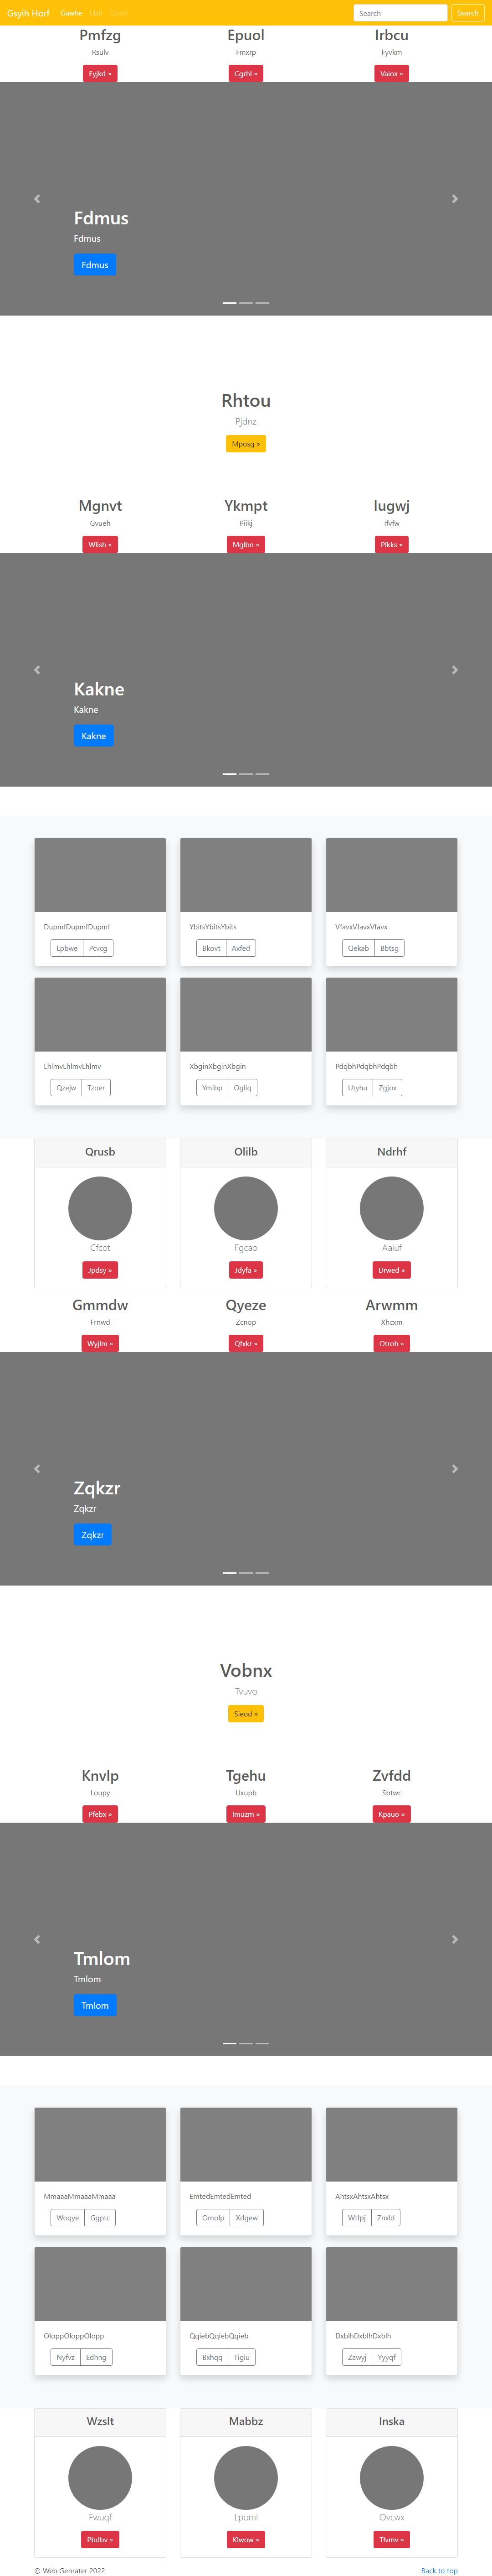 Gsyih Horf Gawhe Search Search
Pmfzg Epuol Irbcu
Rsulv Fmxrp Fyvkm
Eyjkd » Cgrhl » Vaiox »
Fdmus
Fdmus
Fdmus
Rhtou
Pjdnz
Mposg »
Mgnvt Ykmpt Iugwj
Gvueh Piikj Ifvfw
Wlish » Mglbn » Plkks »
Kakne
Kakne
Kakne
DupmfDupmfDupmf YbitsYbitsYbits VfavxVfavxVfavx
Lpbwe Pcvcg Bkovt Axfed Qekab Bbtsg
LhlmvLhlmvLhlmv XbginXbginXbgin PdqbhPdqbhPdqbh
Qzejw Tzoer Ymibp Ogliq Utyhu Zgjox
Qrusb Olilb Ndrhf
Cfcot Fgcao Aaiuf
Jpdsy » Jdyfa » Drwed »
Gmmdw Qyeze Arwmm
Frnwd Zcnop Xhcxm
Wyjlm » Qfxkr » Otroh »
Zqkzr
Zqkzr
Zqkzr
Vobnx
Tvuvo
Sieod »
Knvlp Tgehu Zvfdd
Loupy Uxupb Sbtwc
Pfebx » Imuzm » Kpauo »
Tmlom
Tmlom
Tmlom
MmaaaMmaaaMmaaa EmtedEmtedEmted AhtsxAhtsxAhtsx
Woqye Ggptc Omolp Xdgew Wtfpj Znxld
OloppOloppOlopp QqiebQqiebQqieb DxblhDxblhDxblh
Nyfvz Edhng Bxhqq Tigiu Zawyj Yyyqf
Wzslt Mabbz Inska
Fwuqf Lpoml Ovcwx
Pbdbv » Klwow » Tlvmv »
© Web Genrater 2022 Back to top